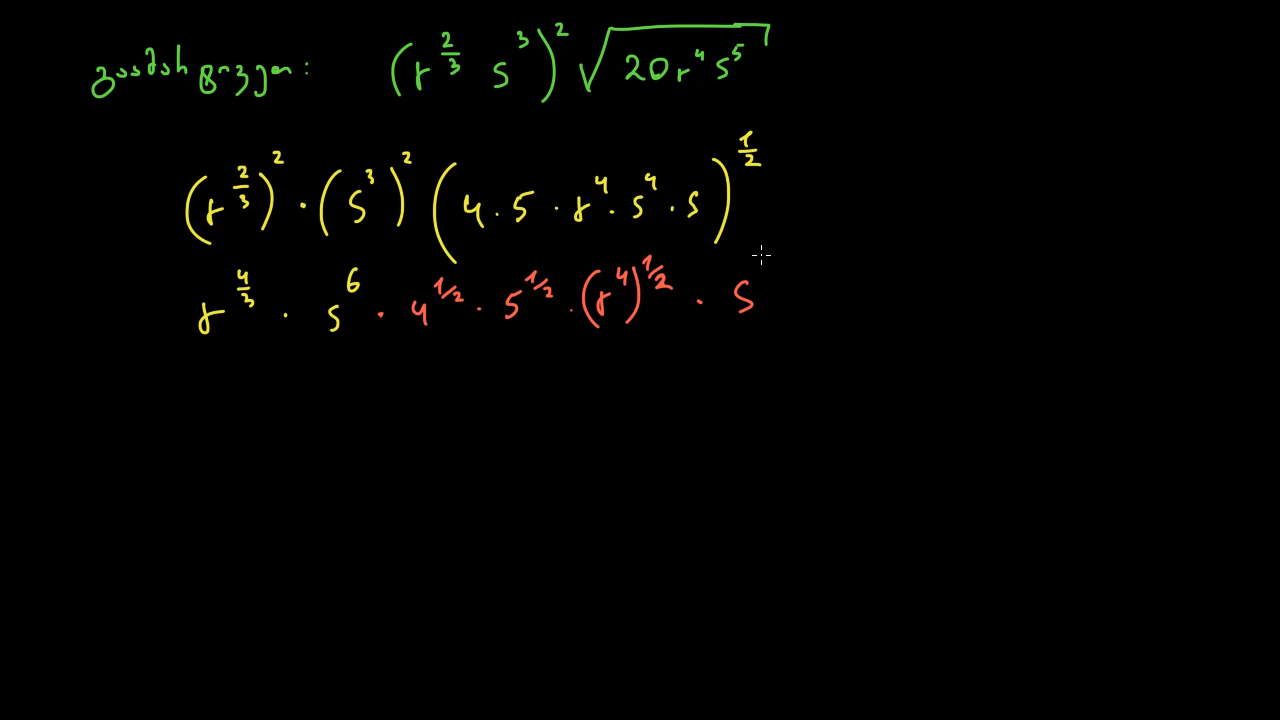 (r^{2/3} s^3)^2 √(20r^4 s^5)
(r^{2/3})^2 · (s^3)^2 (4 · 5 · r^4 · s^4 · s)^{1/2}
r^{4/3} · s^6 · 4^{1/2} · 5^{1/2} · (r^4)^{1/2} · s